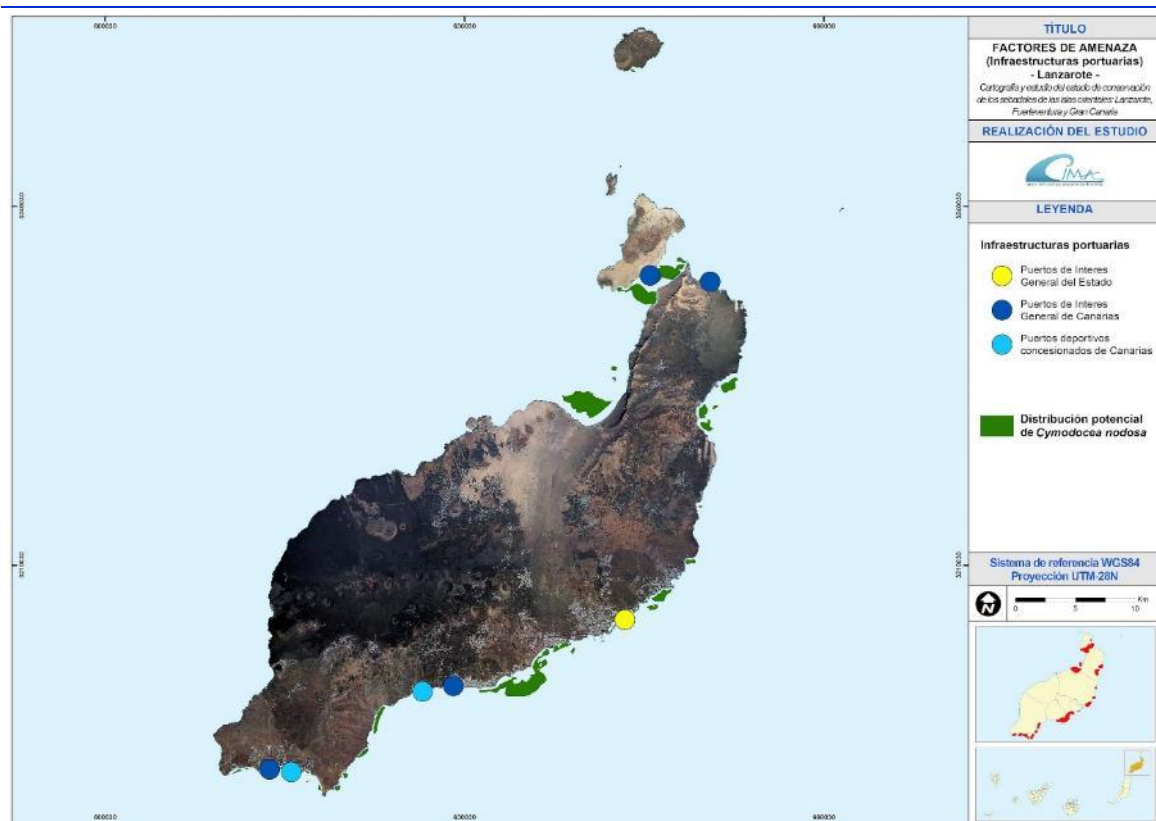 TÍTULO
FACTORES DE AMENAZA
(Infraestructuras portuarias)
- Lanzarote -
Cartografía y estudio del estado de conservación
de los sebadales de las islas orientales: Lanzarote,
Fuerteventura y Gran Canaria
REALIZACIÓN DEL ESTUDIO
CIMA
LEYENDA
Infraestructuras portuarias
Puertos de Interes
General del Estado
Puertos de Interes
General de Canarias
Puertos deportivos
concesionados de Canarias
Distribución potencial
de Cymodocea nodosa
Sistema de referencia WGS84
Proyección UTM-28N
N
Km
0 5 10